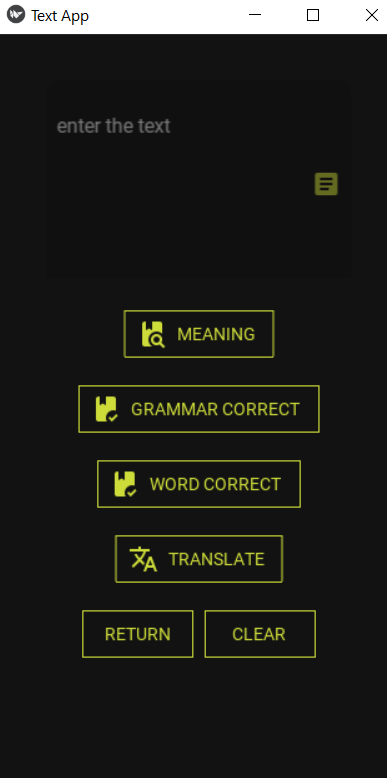 Text App
enter the text
MEANING
GRAMMAR CORRECT
WORD CORRECT
TRANSLATE
RETURN CLEAR